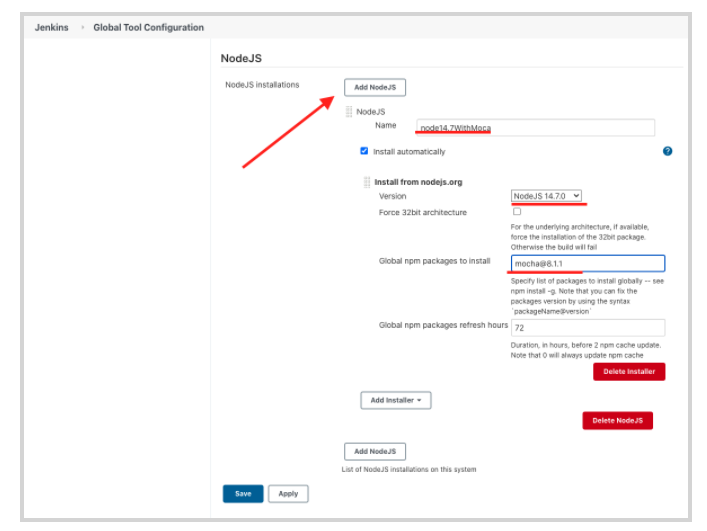 Jenkins › Global Tool Configuration
NodeJS
NodeJS installations
Add NodeJS
NodeJS
Name node14.7WithMoca
Install automatically
Install from nodejs.org
Version NodeJS 14.7.0
Force 32bit architecture
For the underlying architecture, if available,
force the installation of the 32bit package.
Otherwise the build will fail
Global npm packages to install mocha@8.1.1
Specify list of packages to install globally -- see
npm install -g. Note that you can fix the
packages version by using the syntax
`packageName@version`
Global npm packages refresh hours 72
Duration, in hours, before 2 npm cache update.
Note that 0 will always update npm cache
Delete Installer
Add Installer
Delete NodeJS
Add NodeJS
List of NodeJS installations on this system
Save Apply